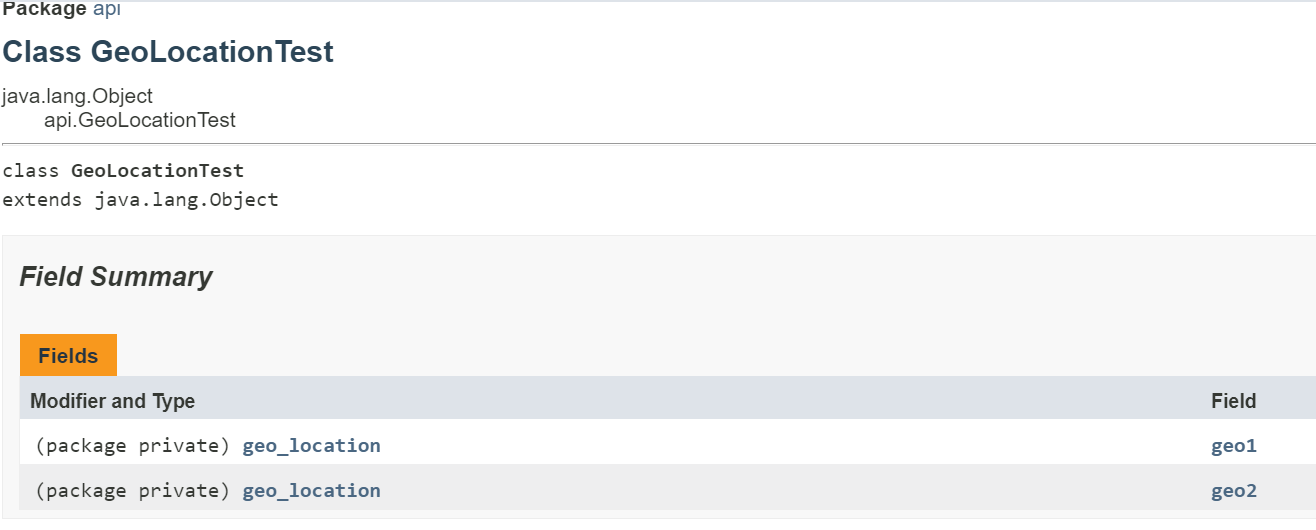 Package api
Class GeoLocationTest
java.lang.Object
api.GeoLocationTest
class GeoLocationTest
extends java.lang.Object
Field Summary
Fields
Modifier and Type Field
(package private) geo_location geo1
(package private) geo_location geo2